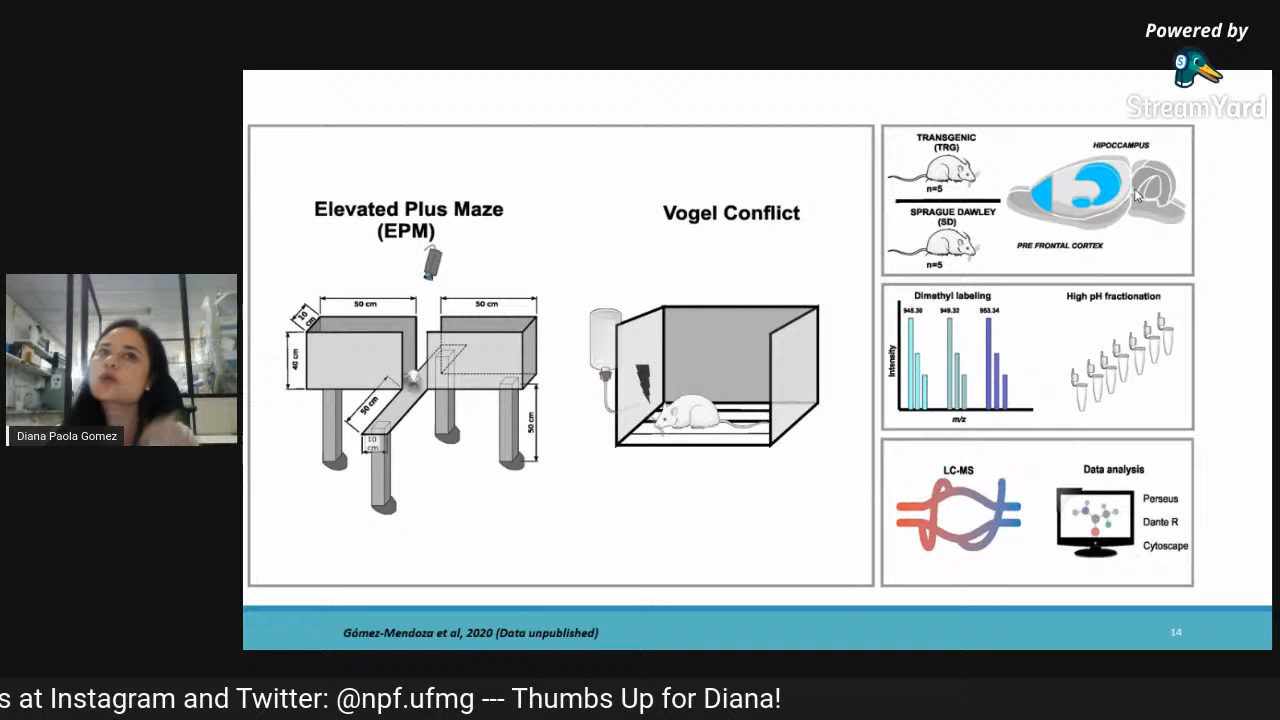 Powered by
StreamYard
Elevated Plus Maze
(EPM)
50 cm
50 cm
10
cm
40 cm
50 cm
10
cm
50 cm
Vogel Conflict
TRANSGENIC
(TRG)
n=5
SPRAGUE DAWLEY
(SD)
n=5
HIPOCCAMPUS
PRE FRONTAL CORTEX
Dimethyl labeling
945.30 949.32 953.34
Intensity
m/z
High pH fractionation
LC-MS
Data analysis
Perseus
Dante R
Cytoscape
Diana Paola Gomez
Gómez-Mendoza et al, 2020 (Data unpublished)
14
s at Instagram and Twitter: @npf.ufmg --- Thumbs Up for Diana!